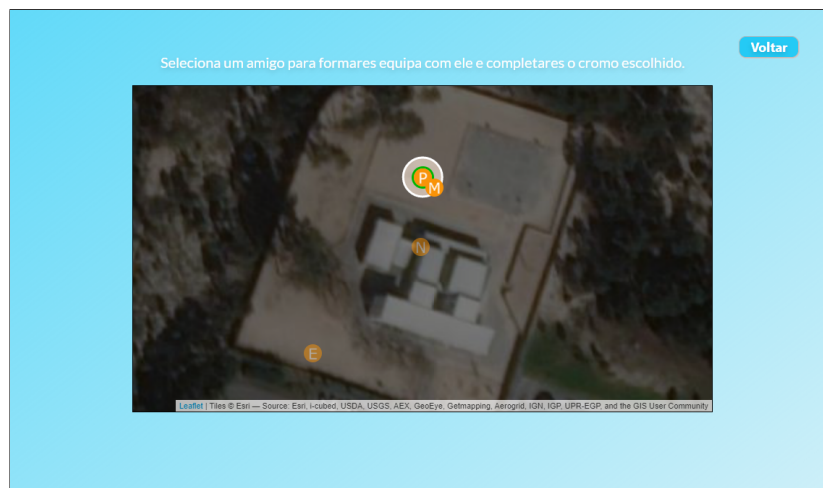 Voltar
Seleciona um amigo para formares equipa com ele e completares o cromo escolhido.
P
M
N
E
Leaflet | Tiles © Esri — Source: Esri, i-cubed, USDA, USGS, AEX, GeoEye, Getmapping, Aerogrid, IGN, IGP, UPR-EGP, and the GIS User Community